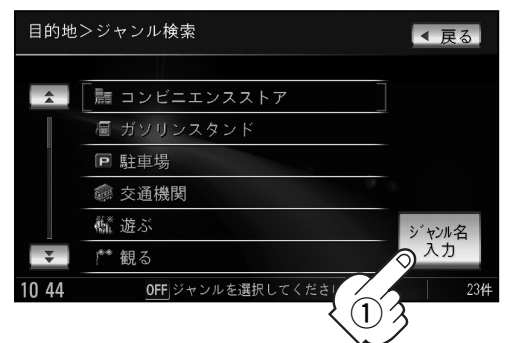 目的地>ジャンル検索
◀ 戻る
コンビニエンスストア
ガソリンスタンド
P 駐車場
交通機関
遊ぶ
観る
ジャンル名
入力
10 44
OFF ジャンルを選択してくださ
23件
①